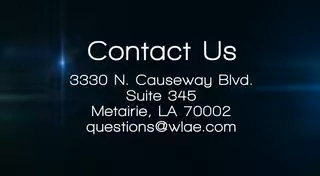 Contact Us
3330 N. Causeway Blvd.
Suite 345
Metairie, LA 70002
questions@wlae.com